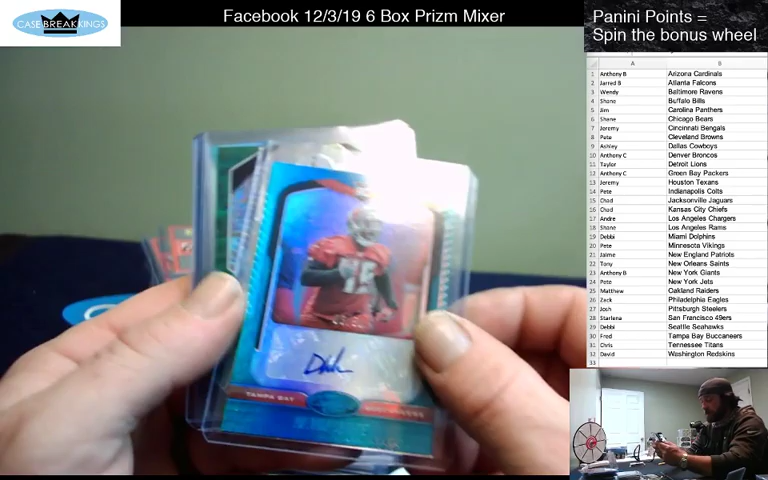 CASE BREAK KINGS
Facebook 12/3/19 6 Box Prizm Mixer
Panini Points =
Spin the bonus wheel
A B
1 Anthony B Arizona Cardinals
2 Jarred B Atlanta Falcons
3 Wendy Baltimore Ravens
4 Shane Buffalo Bills
5 Jim Carolina Panthers
6 Shane Chicago Bears
7 Jeremy Cincinnati Bengals
8 Pete Cleveland Browns
9 Ashley Dallas Cowboys
10 Anthony C Denver Broncos
11 Taylor Detroit Lions
12 Anthony C Green Bay Packers
13 Jeremy Houston Texans
14 Pete Indianapolis Colts
15 Chad Jacksonville Jaguars
16 Chad Kansas City Chiefs
17 Andre Los Angeles Chargers
18 Shane Los Angeles Rams
19 Debbi Miami Dolphins
20 Pete Minnesota Vikings
21 Jaime New England Patriots
22 Tony New Orleans Saints
23 Anthony B New York Giants
24 Pete New York Jets
25 Matthew Oakland Raiders
26 Zack Philadelphia Eagles
27 Josh Pittsburgh Steelers
28 Starlena San Francisco 49ers
29 Debbi Seattle Seahawks
30 Fred Tampa Bay Buccaneers
31 Chris Tennessee Titans
32 David Washington Redskins
33
TAMPA BAY BUCCANEERS